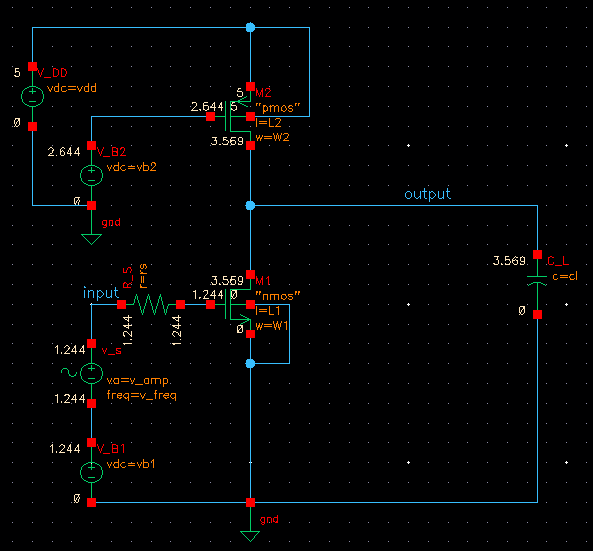 5
V_DD
vdc=vdd
Ø
5
M2
2.644
5
"pmos"
l=L2
w=W2
3.569
2.644
V_B2
vdc=vb2
Ø
gnd
output
3.569
C_L
c=cl
Ø
input
R_S
r=rs
1.244
1.244
3.569
M1
1.244
Ø
"nmos"
l=L1
w=W1
Ø
1.244
v_s
va=v_amp.
freq=v_freq
1.244
1.244
V_B1
vdc=vb1
Ø
gnd